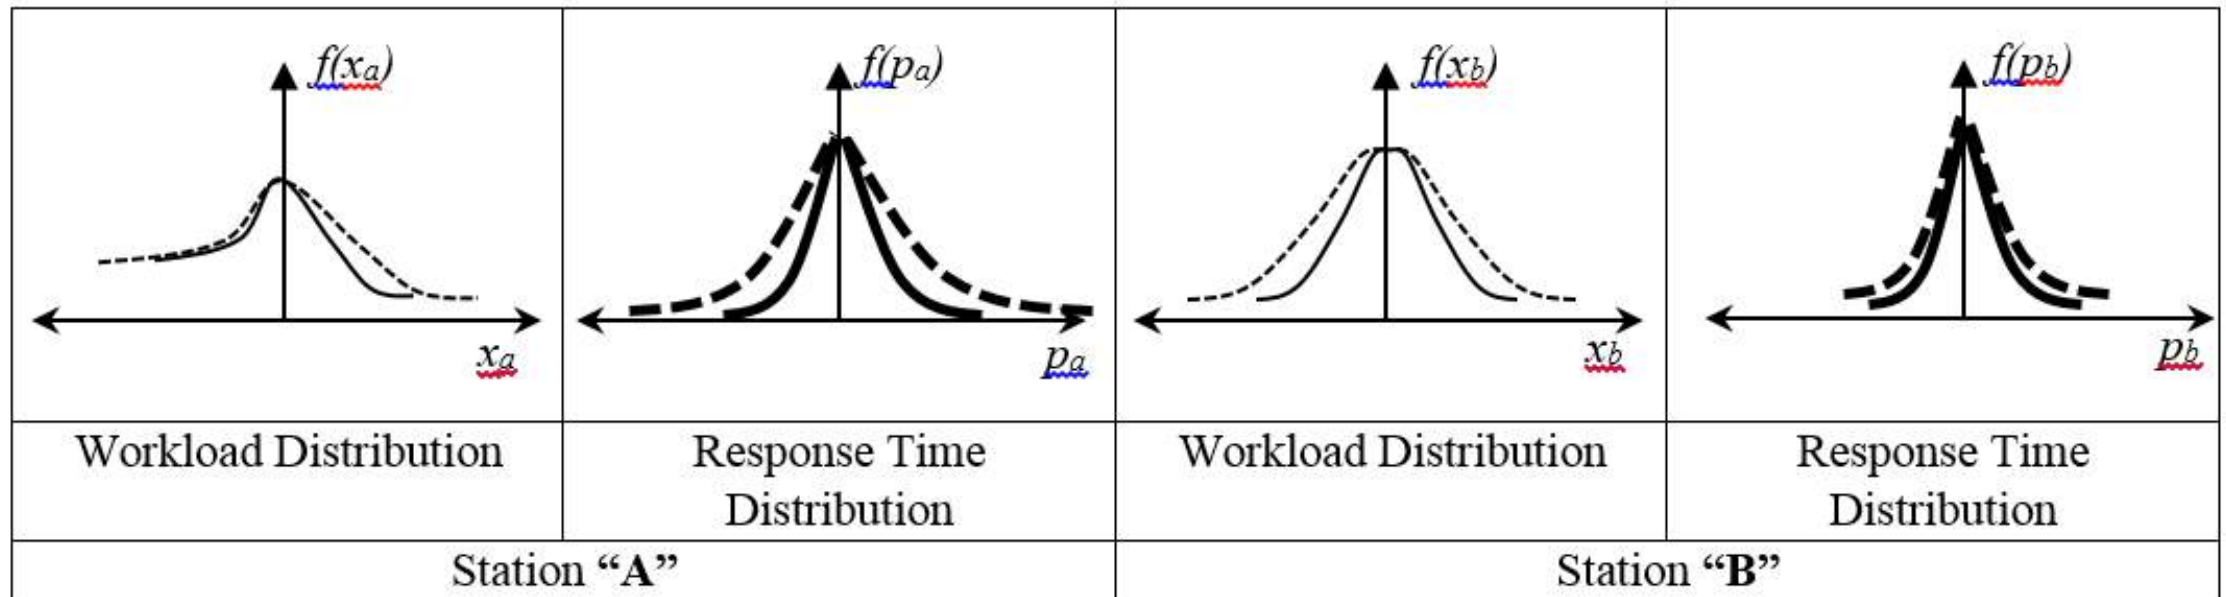 f(xa)
f(pa)
f(xb)
f(pb)
xa
pa
xb
pb
Workload Distribution
Response Time
Distribution
Workload Distribution
Response Time
Distribution
Station “A”
Station “B”